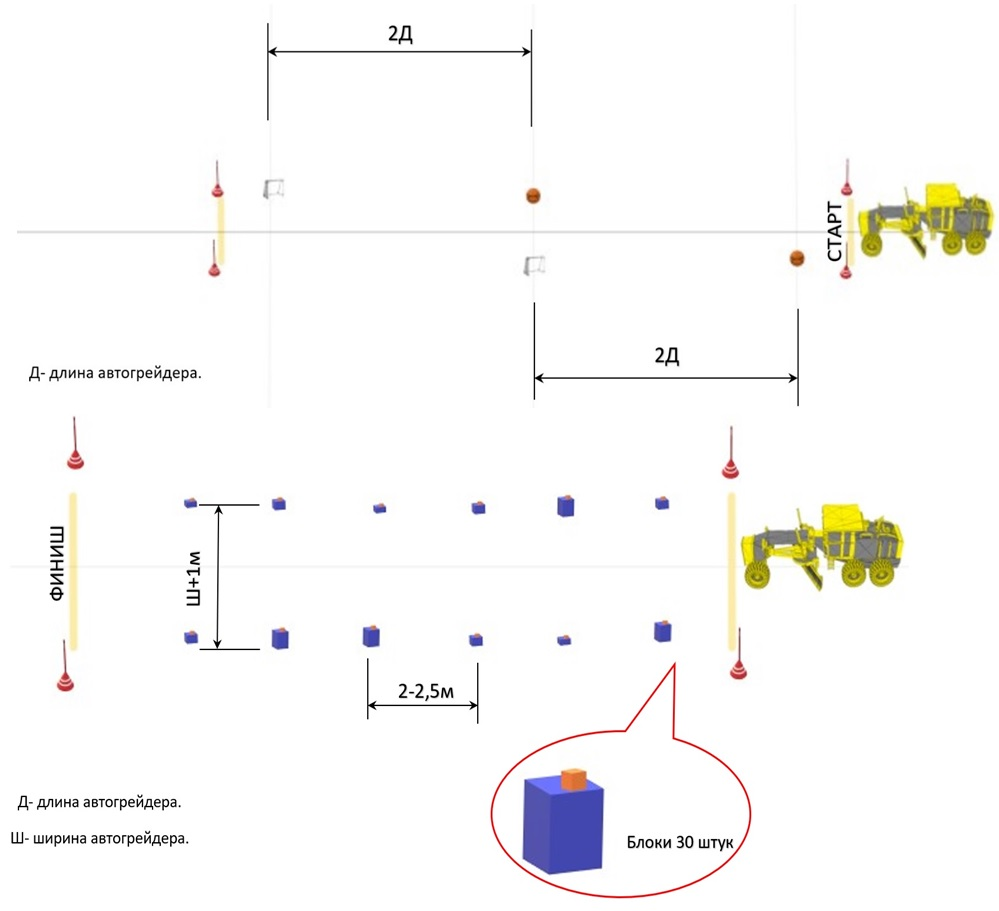 2Д
СТАРТ
2Д
Д- длина автогрейдера.
ФИНИШ
Ш+1м
2-2,5м
Д- длина автогрейдера.
Ш- ширина автогрейдера.
Блоки 30 штук